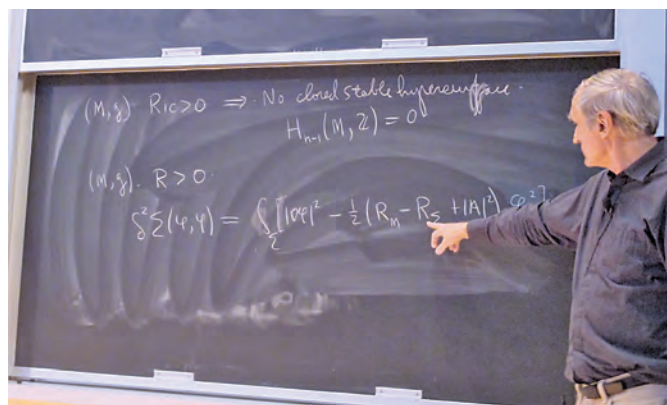 (M,g) Ric>0 ⇒ . No closed stable hypersurface.
H_{n-1}(M,Z)=0
(M,g). R>0.
δ²Σ(φ,φ) = ∫_Σ [|∇φ|² - ½(R_M - R_Σ + |A|²) φ²]